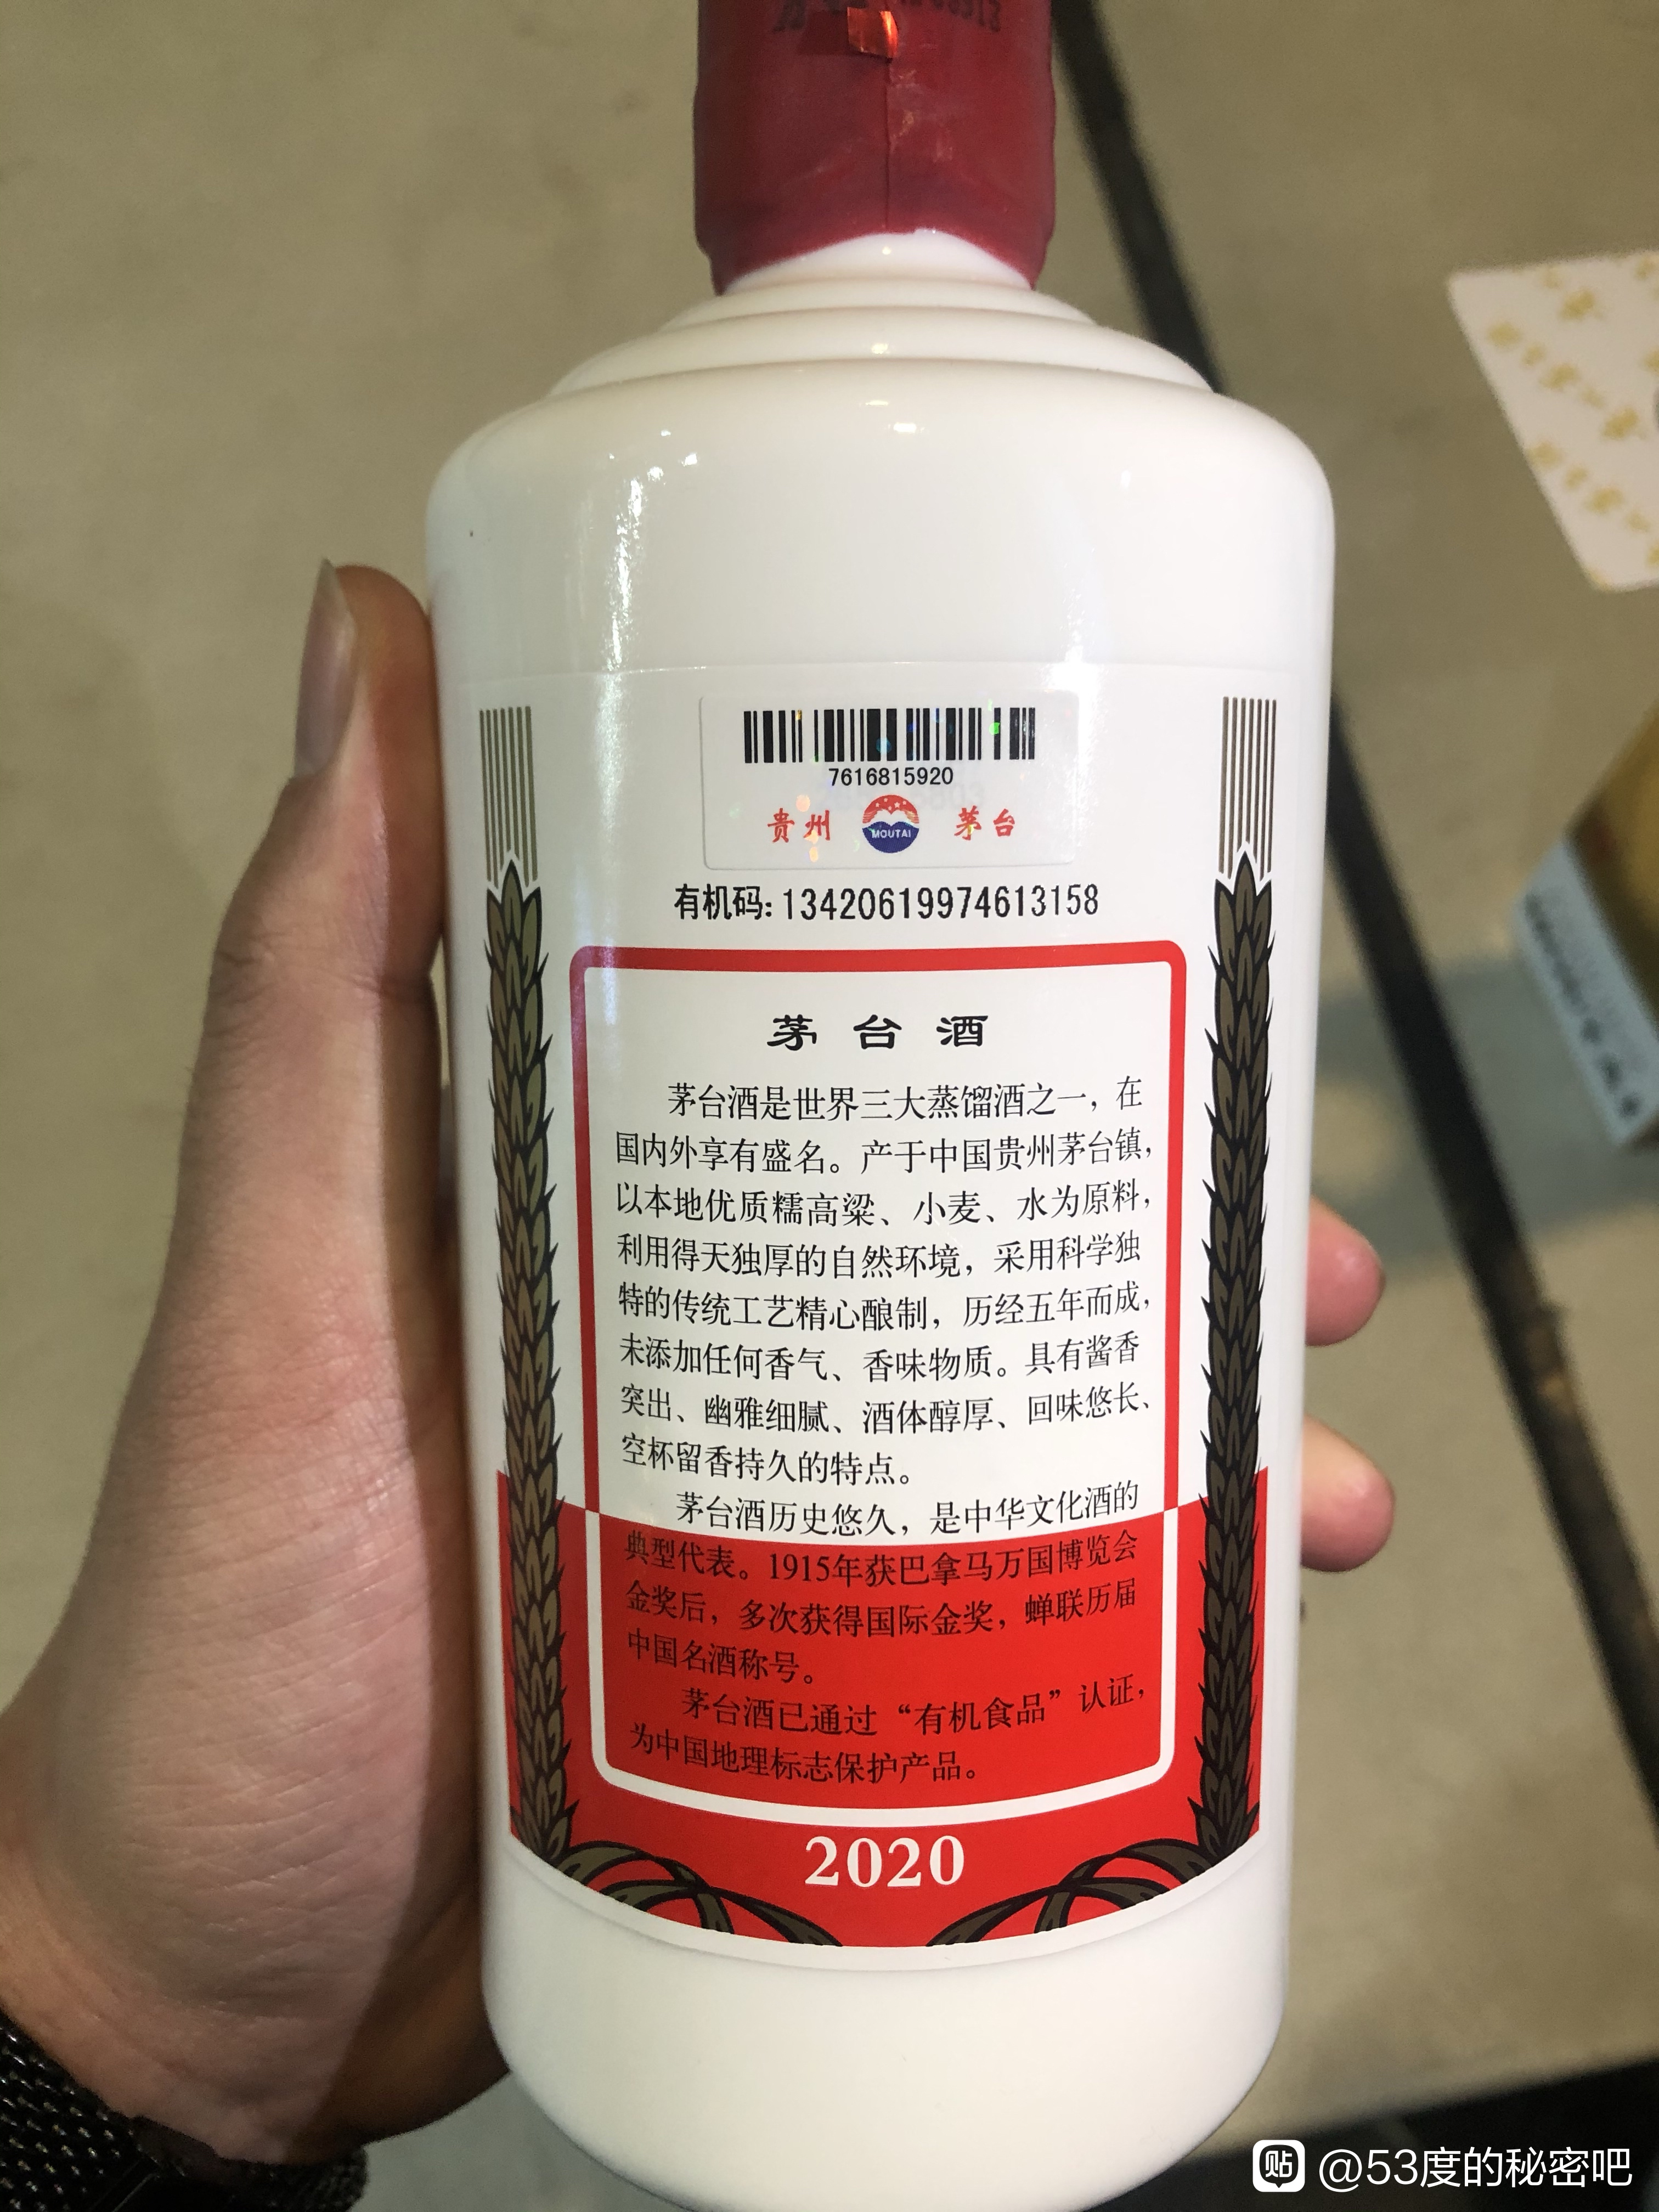 7616815920
贵州 MOUTAI 茅台
有机码:13420619974613158
茅台酒
茅台酒是世界三大蒸馏酒之一，在
国内外享有盛名。产于中国贵州茅台镇，
以本地优质糯高粱、小麦、水为原料，
利用得天独厚的自然环境，采用科学独
特的传统工艺精心酿制，历经五年而成，
未添加任何香气、香味物质。具有酱香
突出、幽雅细腻、酒体醇厚、回味悠长、
空杯留香持久的特点。
茅台酒历史悠久，是中华文化酒的
典型代表。1915年获巴拿马万国博览会
金奖后，多次获得国际金奖，蝉联历届
中国名酒称号。
茅台酒已通过“有机食品”认证，
为中国地理标志保护产品。
2020
贴 @53度的秘密吧